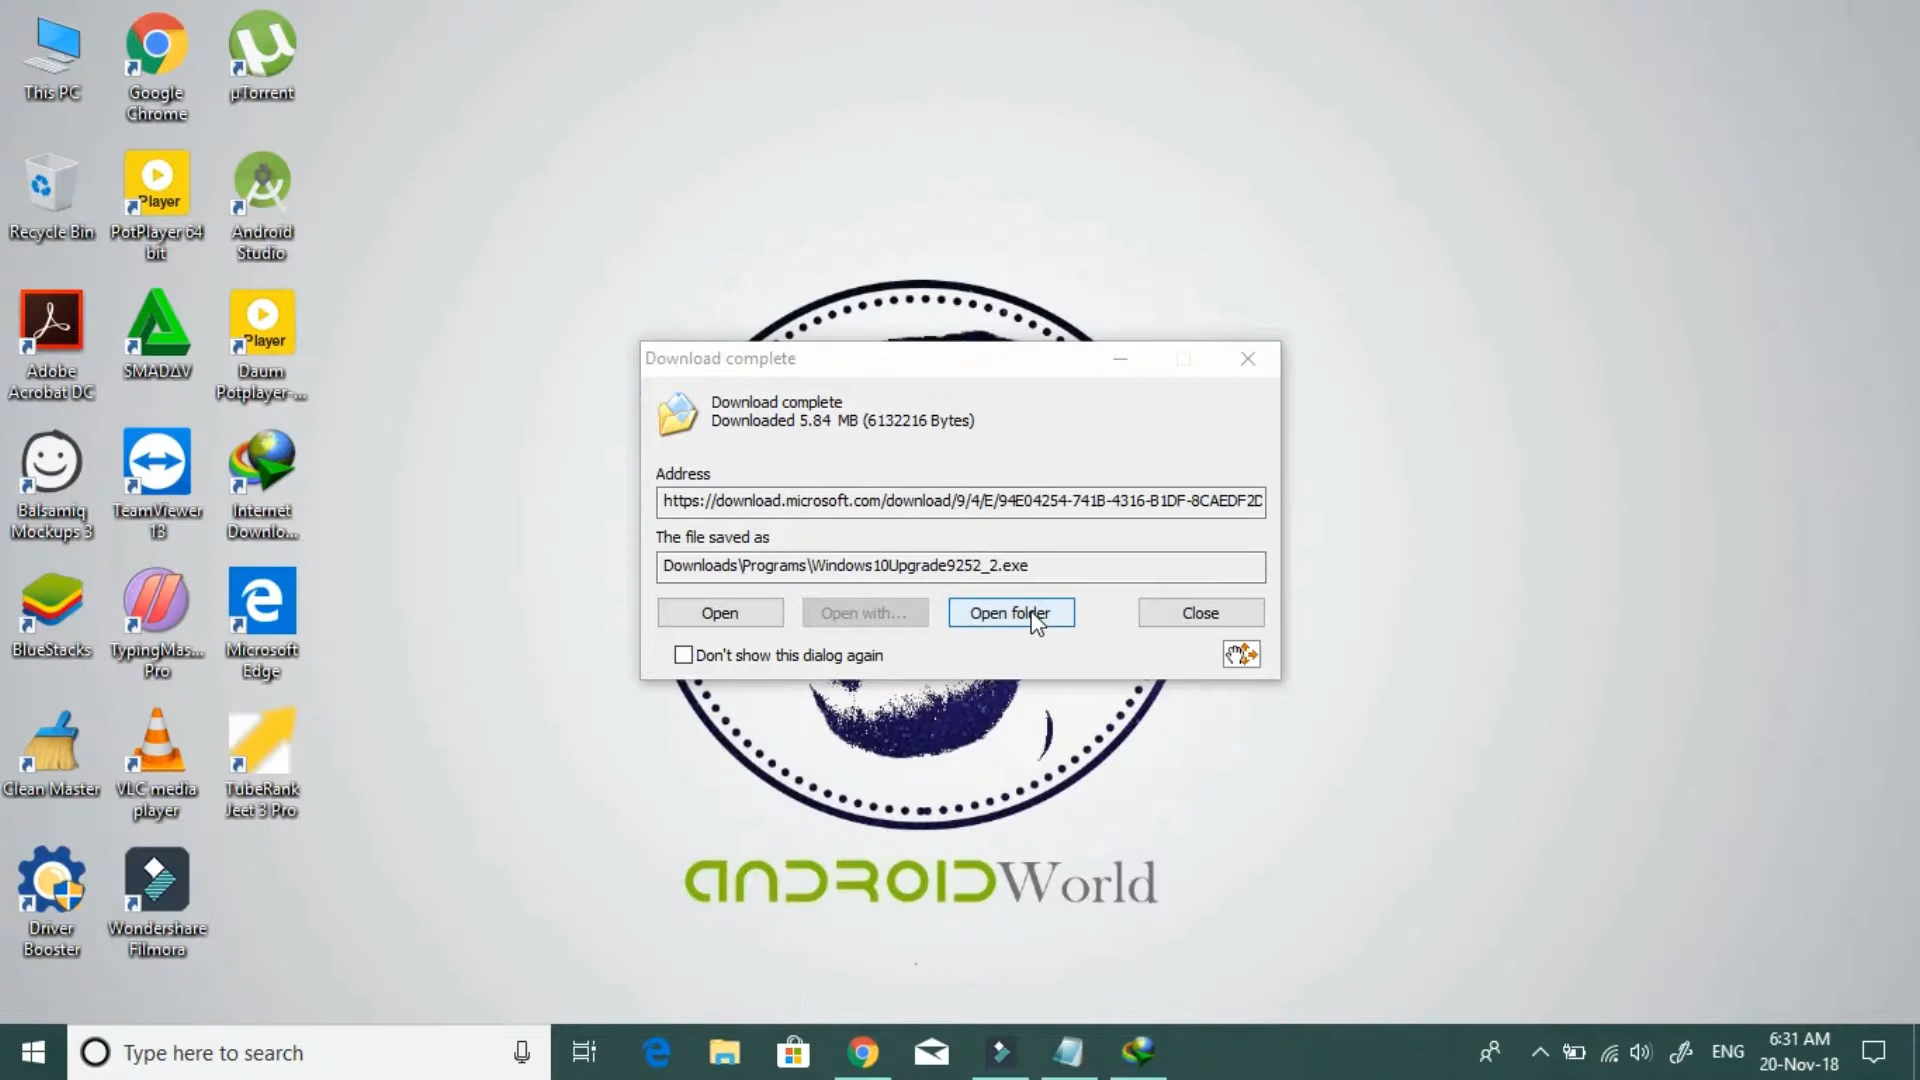 This PC
Google
Chrome
µTorrent
Recycle Bin
Player
PotPlayer 64
bit
Android
Studio
Adobe
Acrobat DC
SMADΔV
Player
Daum
Potplayer-...
Balsamiq
Mockups 3
TeamViewer
13
Internet
Downlo...
BlueStacks
TypingMas...
Pro
Microsoft
Edge
Clean Master
VLC media
player
TubeRank
Jeet 3 Pro
Driver
Booster
Wondershare
Filmora
Download complete
Download complete
Downloaded 5.84 MB (6132216 Bytes)
Address
https://download.microsoft.com/download/9/4/E/94E04254-741B-4316-B1DF-8CAEDF2D
The file saved as
Downloads\Programs\Windows10Upgrade9252_2.exe
Open
Open with...
Open folder
Close
Don't show this dialog again
ANDROIDWorld
Type here to search
ENG
6:31 AM
20-Nov-18